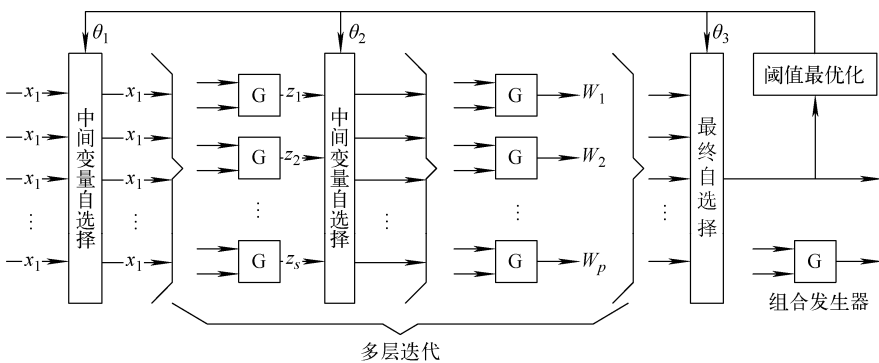 θ1 θ2 θ3
阈值最优化
x1 x1 G z1 G W1
x1 x1 G z2 G W2
x1 x1
⋮ ⋮ ⋮ ⋮ ⋮ ⋮
x1 x1 G zs G Wp G
中间变量自选择
中间变量自选择
最终自选择
组合发生器
多层迭代